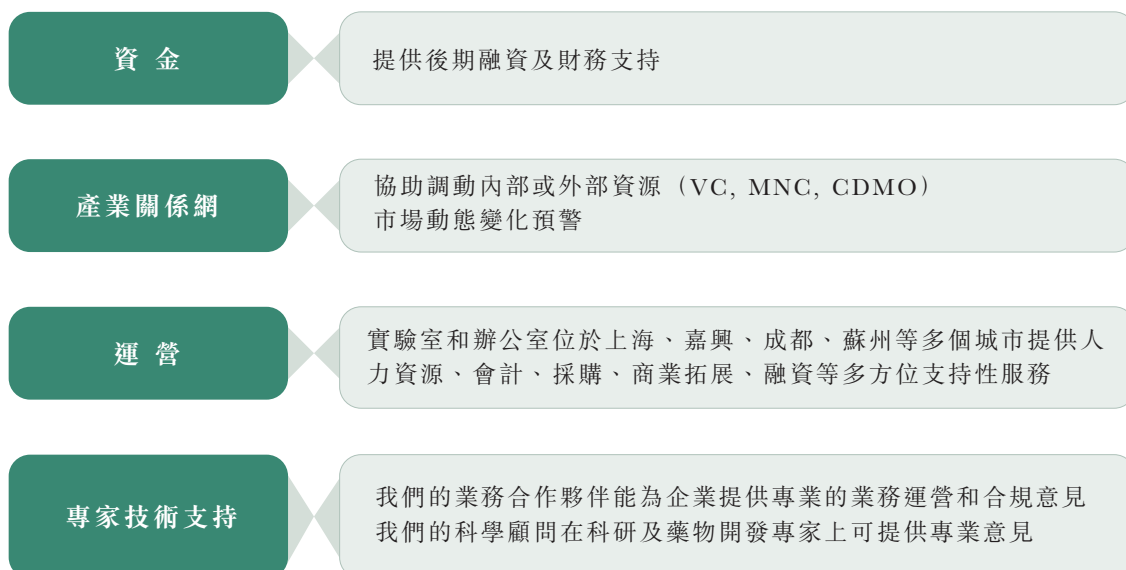 資 金
提供後期融資及財務支持
產業關係網
協助調動內部或外部資源（VC, MNC, CDMO）
市場動態變化預警
運 營
實驗室和辦公室位於上海、嘉興、成都、蘇州等多個城市提供人
力資源、會計、採購、商業拓展、融資等多方位支持性服務
專家技術支持
我們的業務合作夥伴能為企業提供專業的業務運營和合規意見
我們的科學顧問在科研及藥物開發專家上可提供專業意見